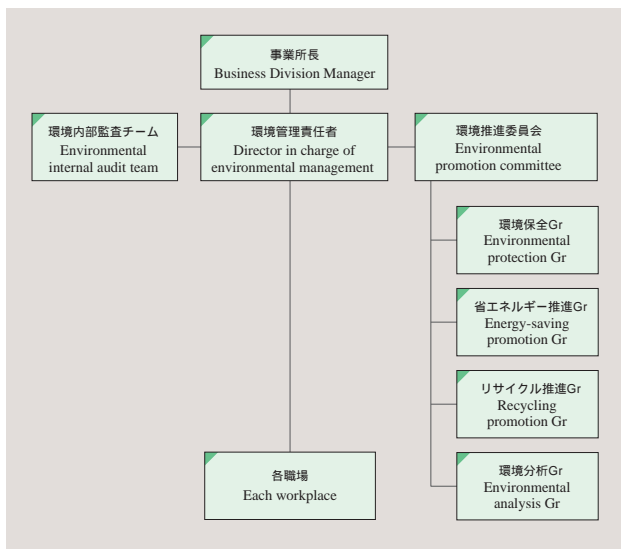 事業所長
Business Division Manager
環境内部監査チーム
Environmental
internal audit team
環境管理責任者
Director in charge of
environmental management
環境推進委員会
Environmental
promotion committee
環境保全Gr
Environmental
protection Gr
省エネルギー推進Gr
Energy-saving
promotion Gr
リサイクル推進Gr
Recycling
promotion Gr
各職場
Each workplace
環境分析Gr
Environmental
analysis Gr